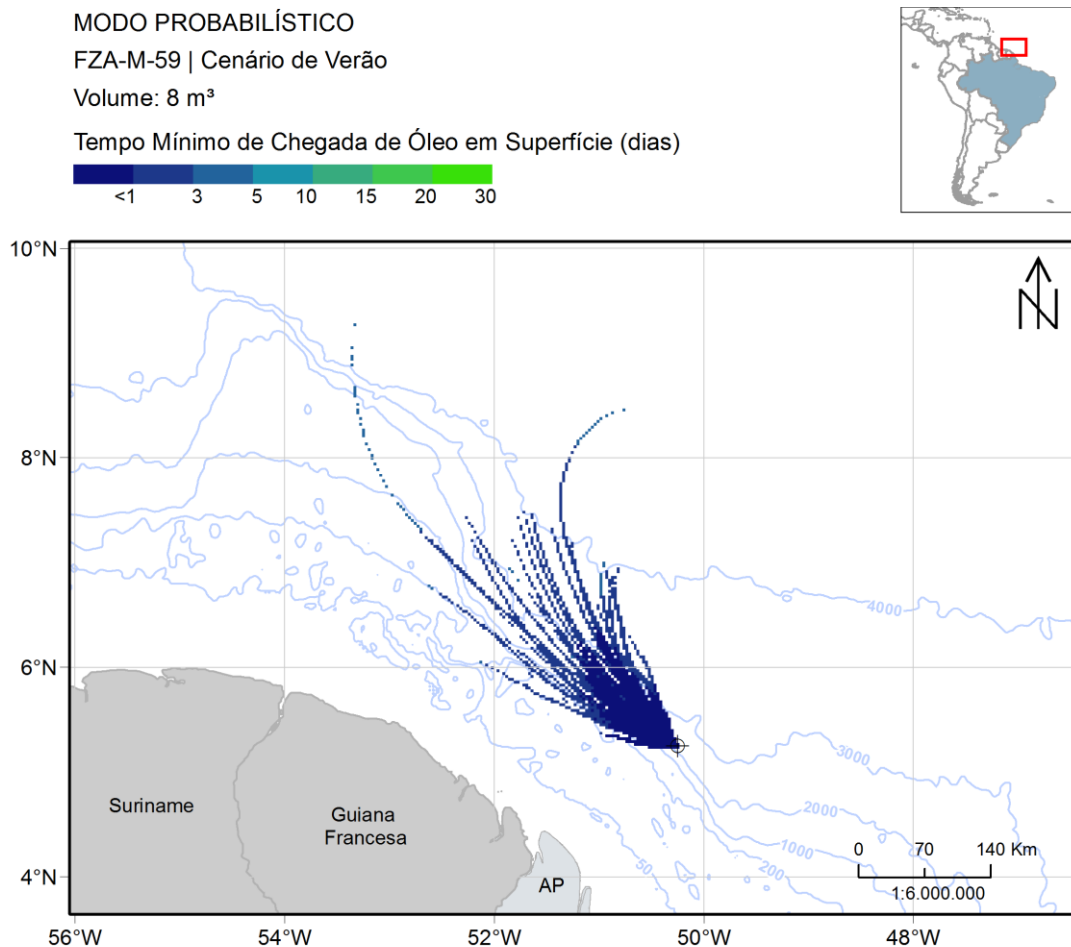 MODO PROBABILÍSTICO
FZA-M-59 | Cenário de Verão
Volume: 8 m³
Tempo Mínimo de Chegada de Óleo em Superfície (dias)
<1 3 5 10 15 20 30
10°N
N
8°N
4000
6°N
3000
2000
1000
200
50
Suriname
Guiana
Francesa
AP
0 70 140 Km
1:6.000.000
4°N
56°W 54°W 52°W 50°W 48°W